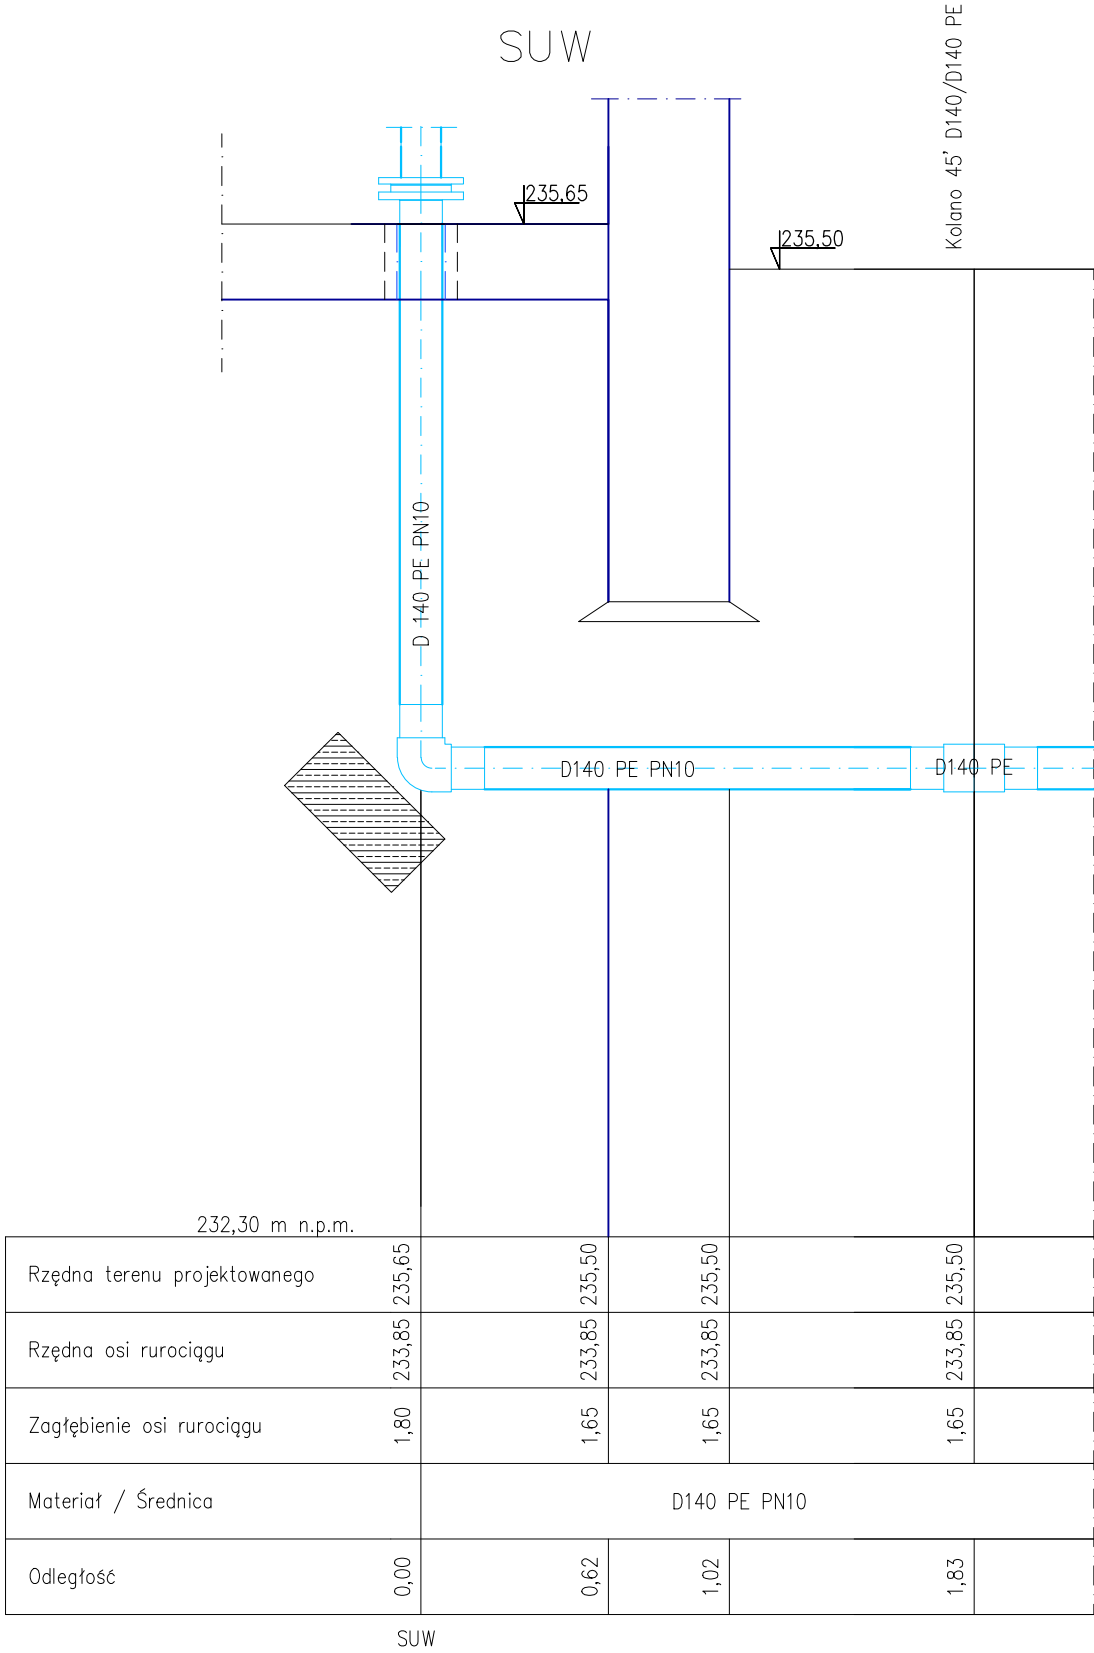 SUW
Kolano 45' D140/D140 PE
235,65
235,50
D 140 PE PN10
D140 PE PN10
D140 PE
232,30 m n.p.m.
Rzędna terenu projektowanego 235,65 235,50 235,50 235,50
Rzędna osi rurociągu 233,85 233,85 233,85 233,85
Zagłębienie osi rurociągu 1,80 1,65 1,65 1,65
Materiał / Średnica D140 PE PN10
Odległość 0,00 0,62 1,02 1,83
SUW